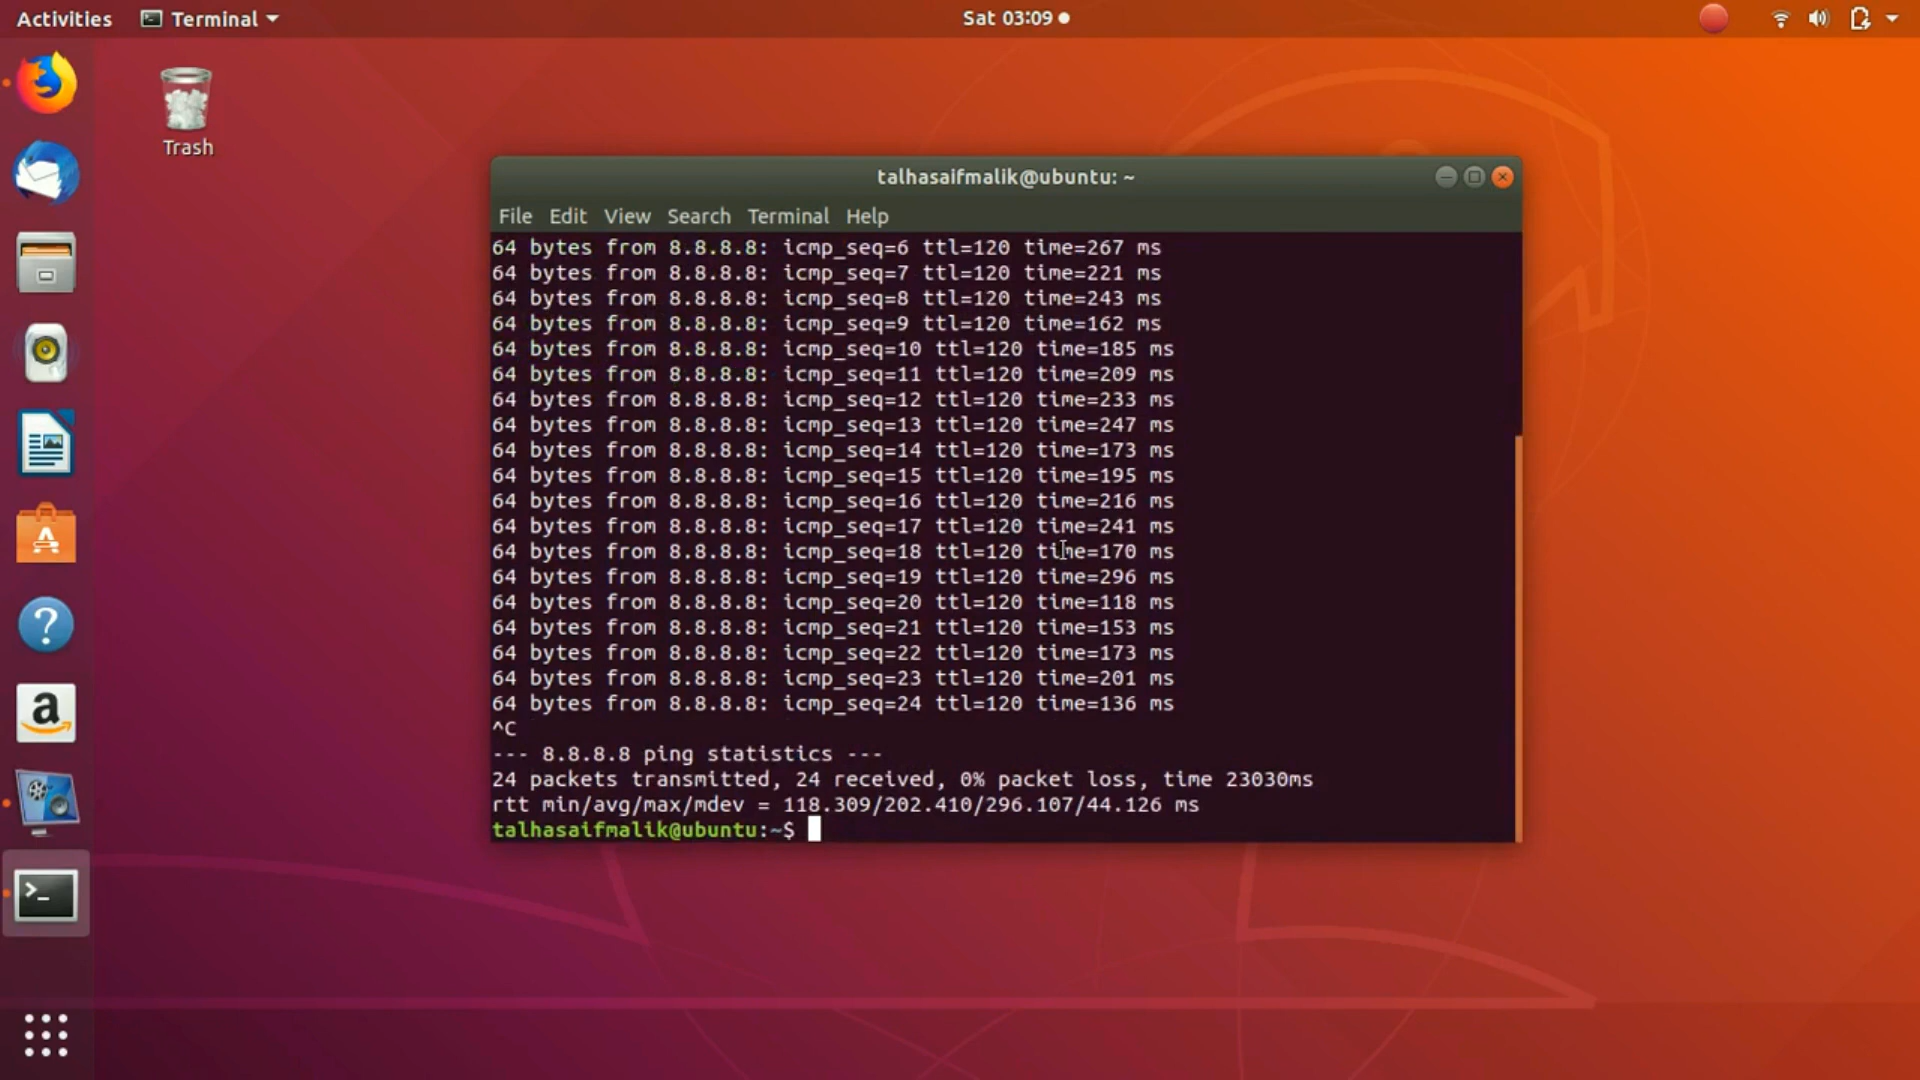 Activities Terminal Sat 03:09
Trash
talhasaifmalik@ubuntu: ~
File Edit View Search Terminal Help
64 bytes from 8.8.8.8: icmp_seq=6 ttl=120 time=267 ms
64 bytes from 8.8.8.8: icmp_seq=7 ttl=120 time=221 ms
64 bytes from 8.8.8.8: icmp_seq=8 ttl=120 time=243 ms
64 bytes from 8.8.8.8: icmp_seq=9 ttl=120 time=162 ms
64 bytes from 8.8.8.8: icmp_seq=10 ttl=120 time=185 ms
64 bytes from 8.8.8.8: icmp_seq=11 ttl=120 time=209 ms
64 bytes from 8.8.8.8: icmp_seq=12 ttl=120 time=233 ms
64 bytes from 8.8.8.8: icmp_seq=13 ttl=120 time=247 ms
64 bytes from 8.8.8.8: icmp_seq=14 ttl=120 time=173 ms
64 bytes from 8.8.8.8: icmp_seq=15 ttl=120 time=195 ms
64 bytes from 8.8.8.8: icmp_seq=16 ttl=120 time=216 ms
64 bytes from 8.8.8.8: icmp_seq=17 ttl=120 time=241 ms
64 bytes from 8.8.8.8: icmp_seq=18 ttl=120 time=170 ms
64 bytes from 8.8.8.8: icmp_seq=19 ttl=120 time=296 ms
64 bytes from 8.8.8.8: icmp_seq=20 ttl=120 time=118 ms
64 bytes from 8.8.8.8: icmp_seq=21 ttl=120 time=153 ms
64 bytes from 8.8.8.8: icmp_seq=22 ttl=120 time=173 ms
64 bytes from 8.8.8.8: icmp_seq=23 ttl=120 time=201 ms
64 bytes from 8.8.8.8: icmp_seq=24 ttl=120 time=136 ms
^C
--- 8.8.8.8 ping statistics ---
24 packets transmitted, 24 received, 0% packet loss, time 23030ms
rtt min/avg/max/mdev = 118.309/202.410/296.107/44.126 ms
talhasaifmalik@ubuntu:~$